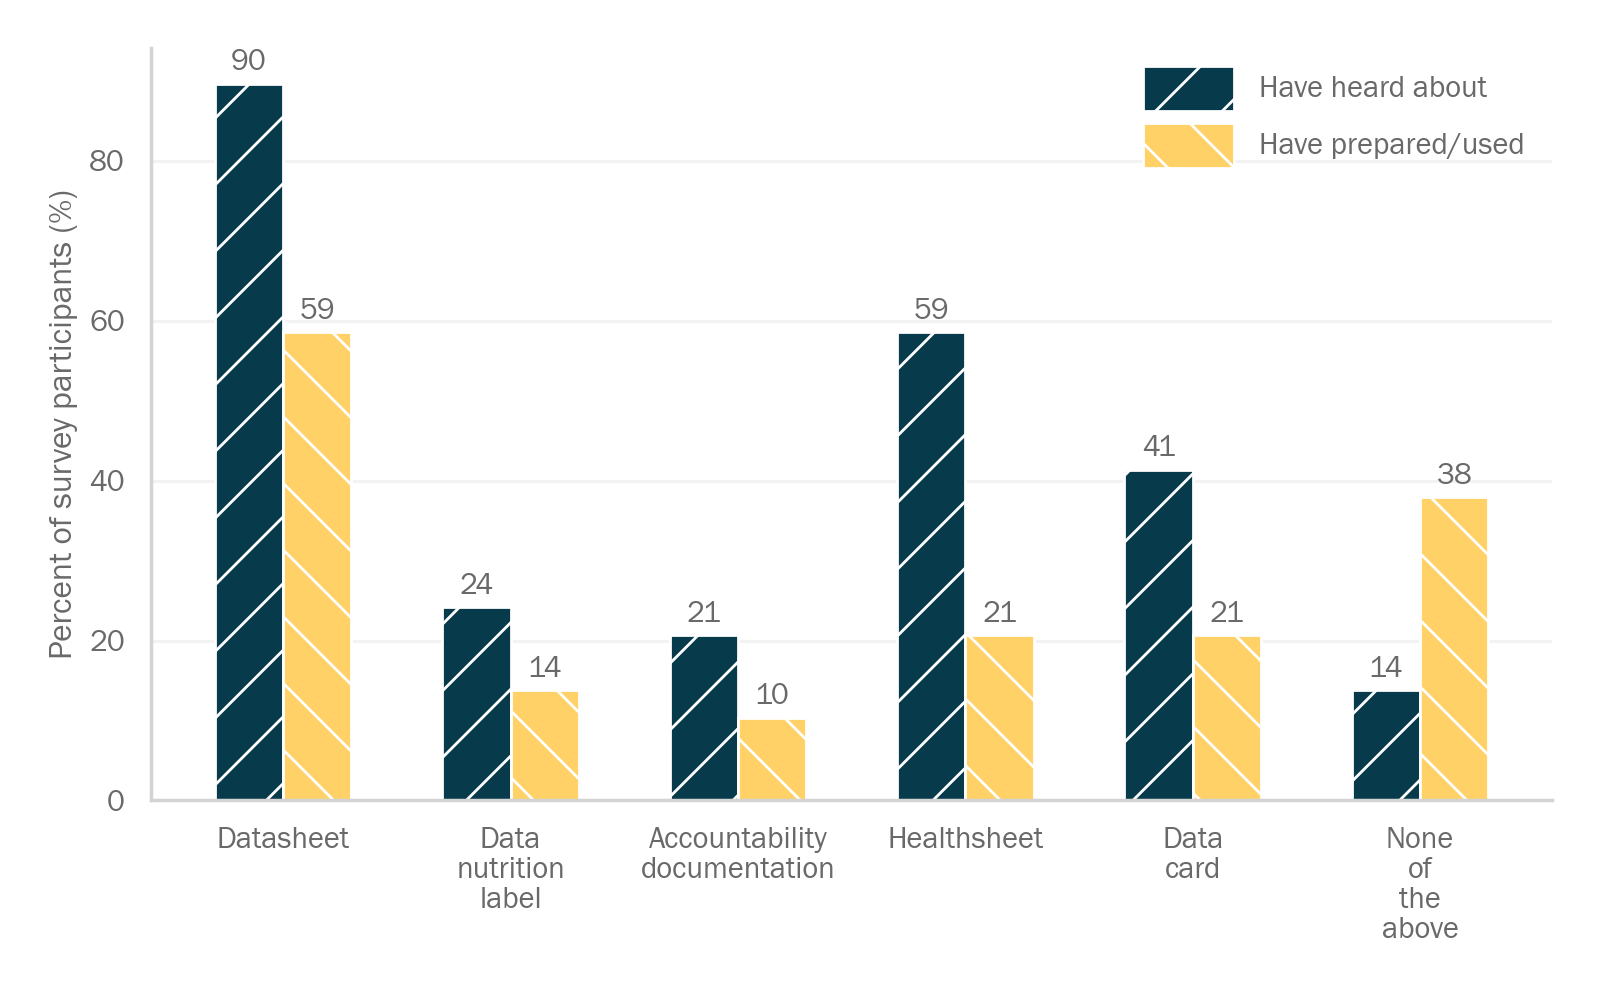 90
Have heard about
Have prepared/used
80
59
59
60
41
40
38
24
21
21
21
20
14
14
10
0
Percent of survey participants (%)
Datasheet
Data
nutrition
label
Accountability
documentation
Healthsheet
Data
card
None
of
the
above